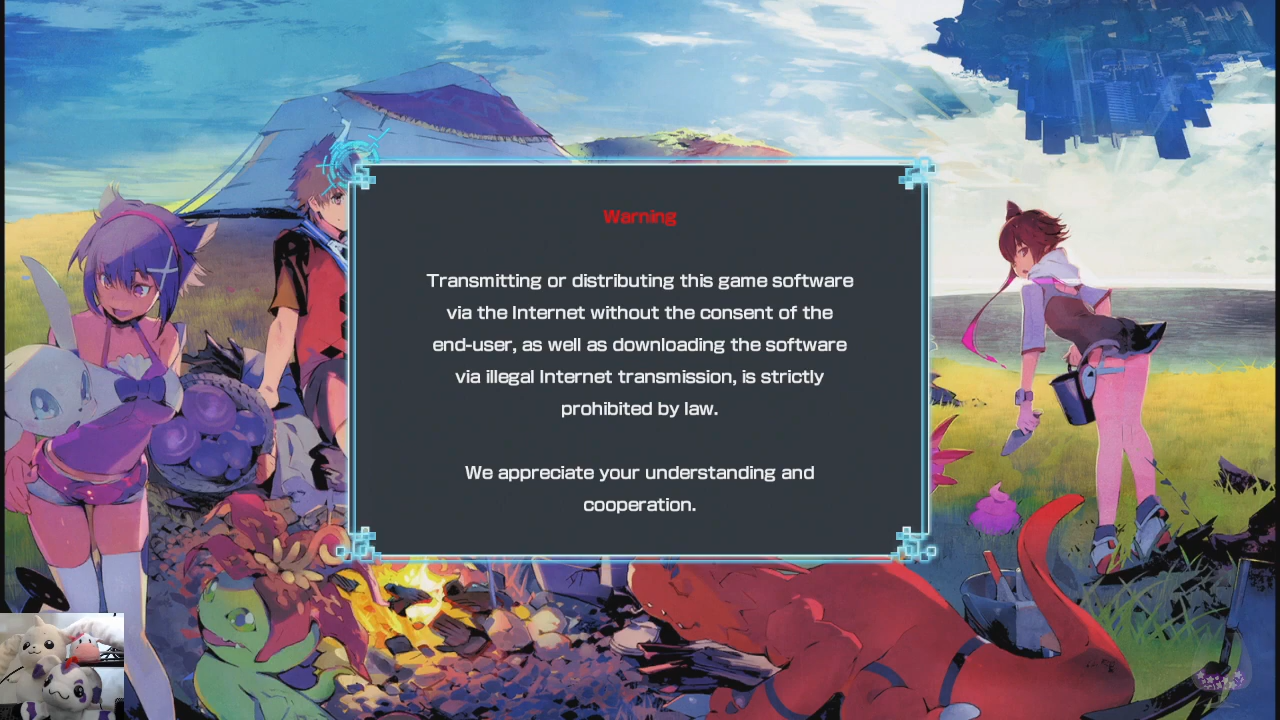 Warning
Transmitting or distributing this game software
via the Internet without the consent of the
end-user, as well as downloading the software
via illegal Internet transmission, is strictly
prohibited by law.
We appreciate your understanding and
cooperation.